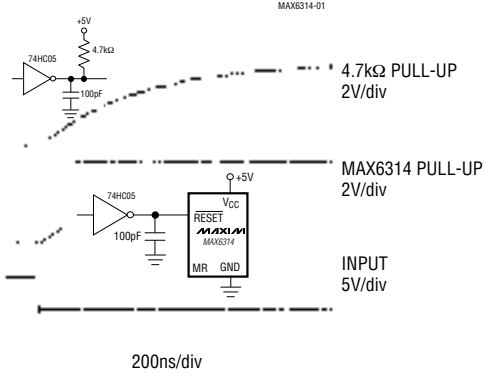 MAX6314-01
+5V
4.7kΩ
74HC05
100pF
4.7kΩ PULL-UP
2V/div
MAX6314 PULL-UP
2V/div
+5V
74HC05
VCC
RESET
100pF
MAXIM
MAX6314
MR GND
INPUT
5V/div
200ns/div